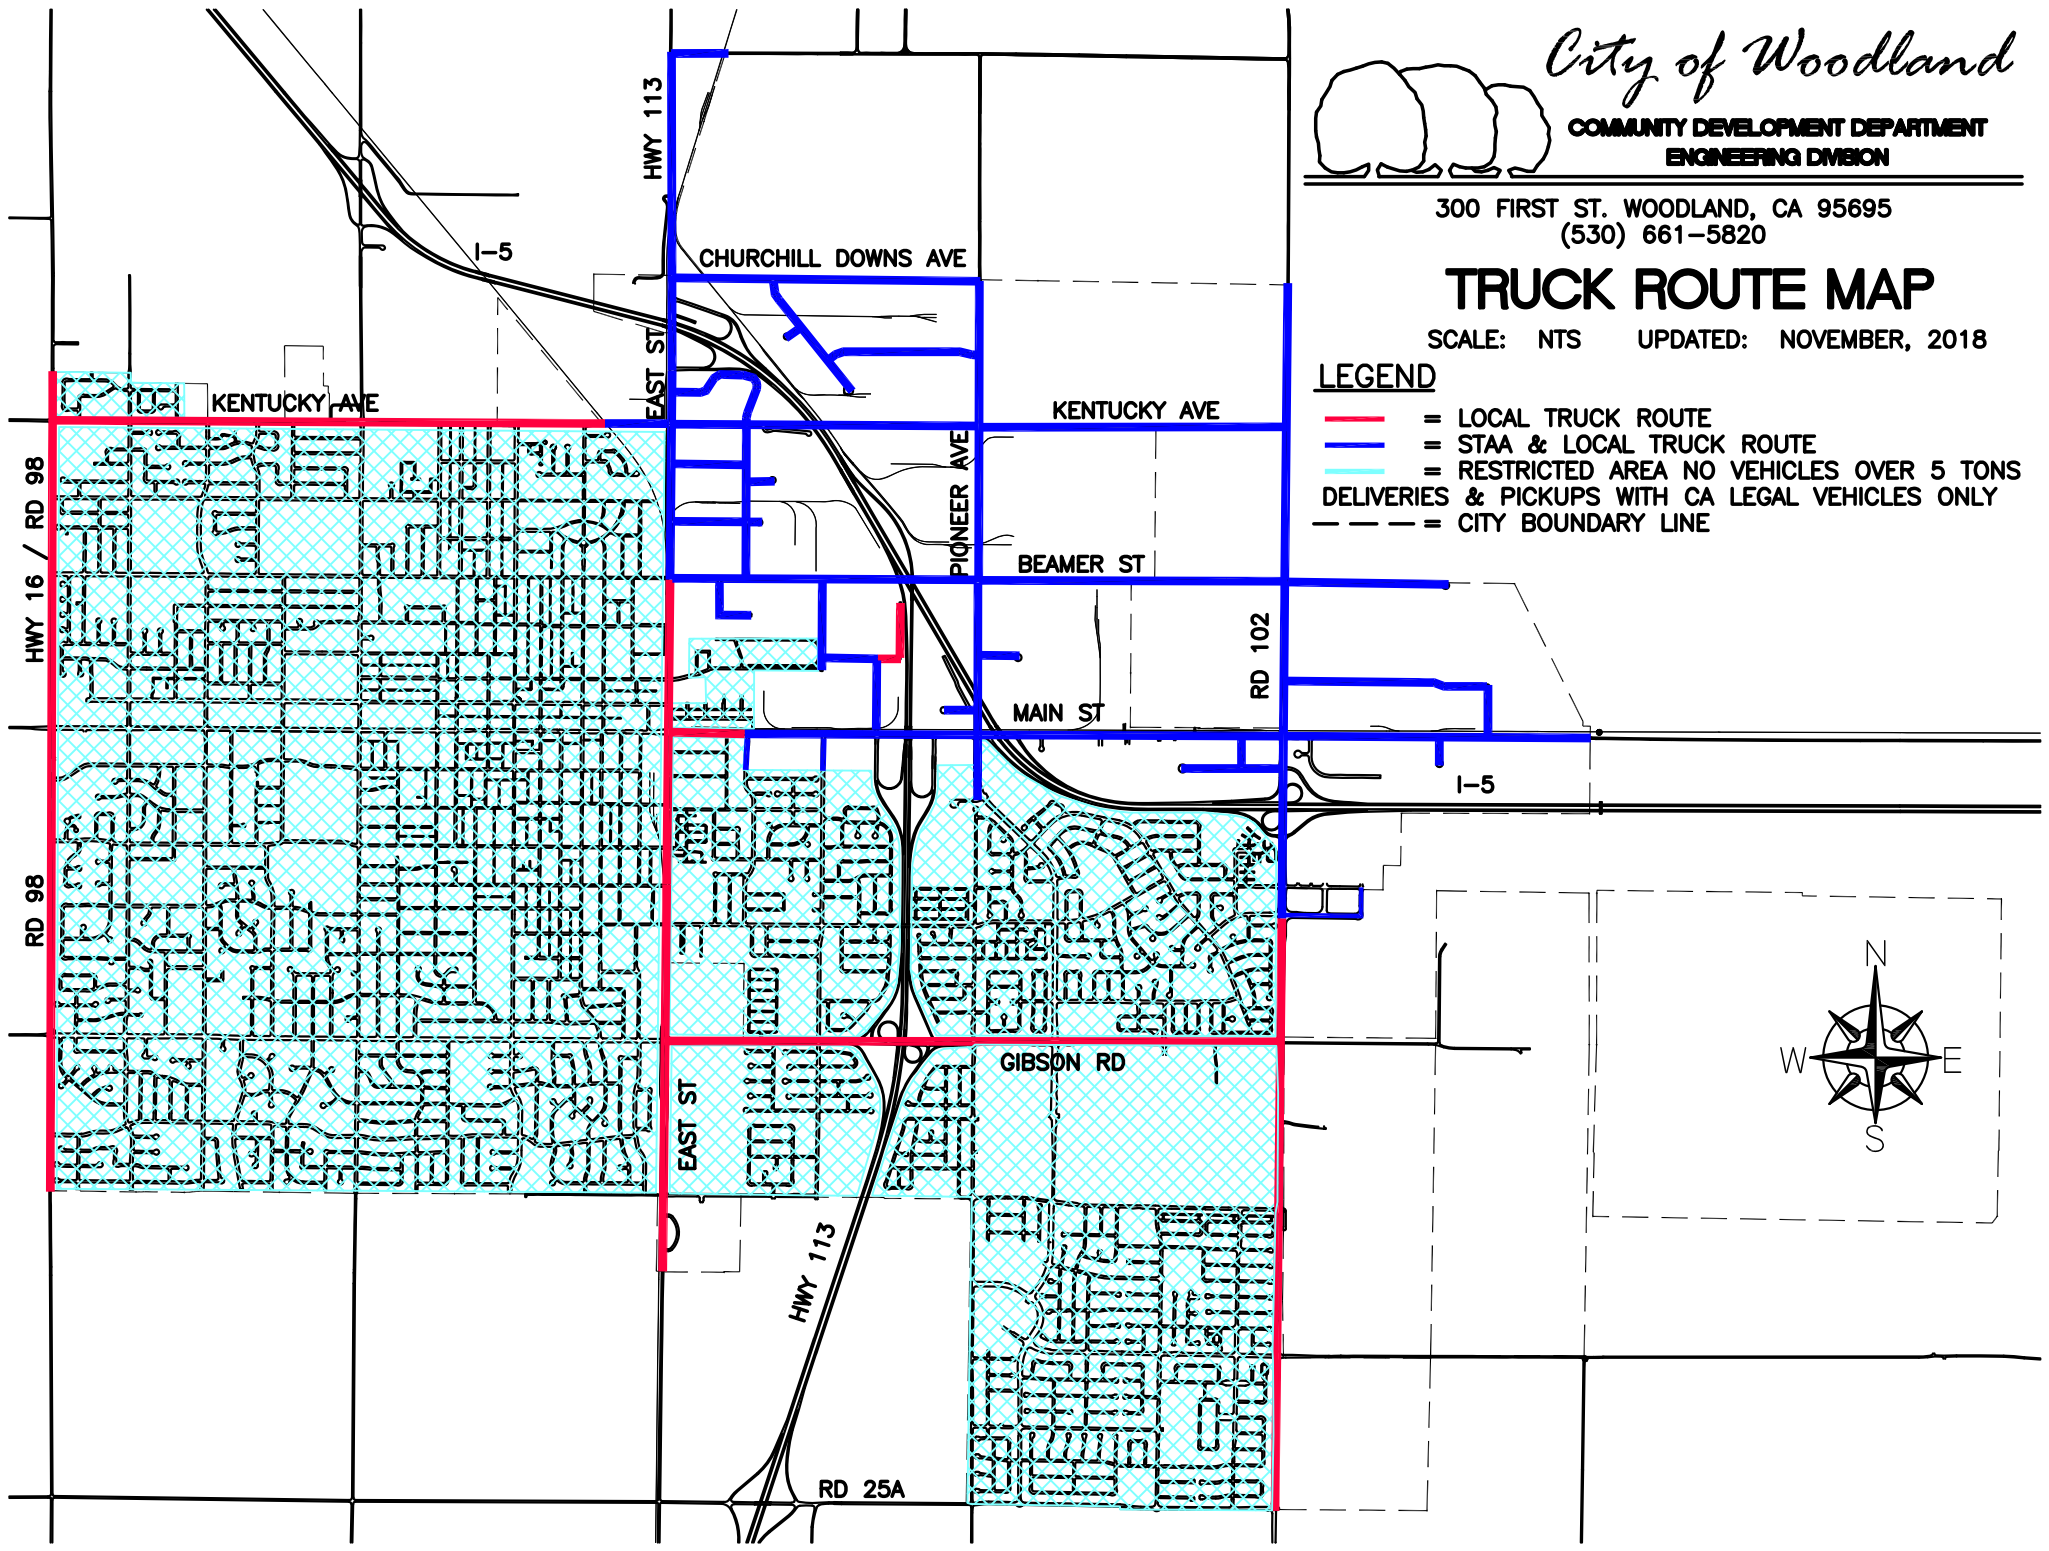 City of Woodland
COMMUNITY DEVELOPMENT DEPARTMENT
ENGINEERING DIVISION
300 FIRST ST. WOODLAND, CA 95695
(530) 661-5820
TRUCK ROUTE MAP
SCALE: NTS UPDATED: NOVEMBER, 2018
LEGEND
= LOCAL TRUCK ROUTE
= STAA & LOCAL TRUCK ROUTE
= RESTRICTED AREA NO VEHICLES OVER 5 TONS
DELIVERIES & PICKUPS WITH CA LEGAL VEHICLES ONLY
= CITY BOUNDARY LINE
HWY 113
I-5
CHURCHILL DOWNS AVE
EAST ST
KENTUCKY AVE
KENTUCKY AVE
HWY 16 / RD 98
PIONEER AVE
BEAMER ST
RD 102
MAIN ST
I-5
RD 98
GIBSON RD
EAST ST
HWY 113
RD 25A
N
W
E
S